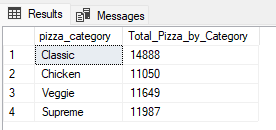 Results Messages
pizza_category Total_Pizza_by_Category
1 Classic 14888
2 Chicken 11050
3 Veggie 11649
4 Supreme 11987